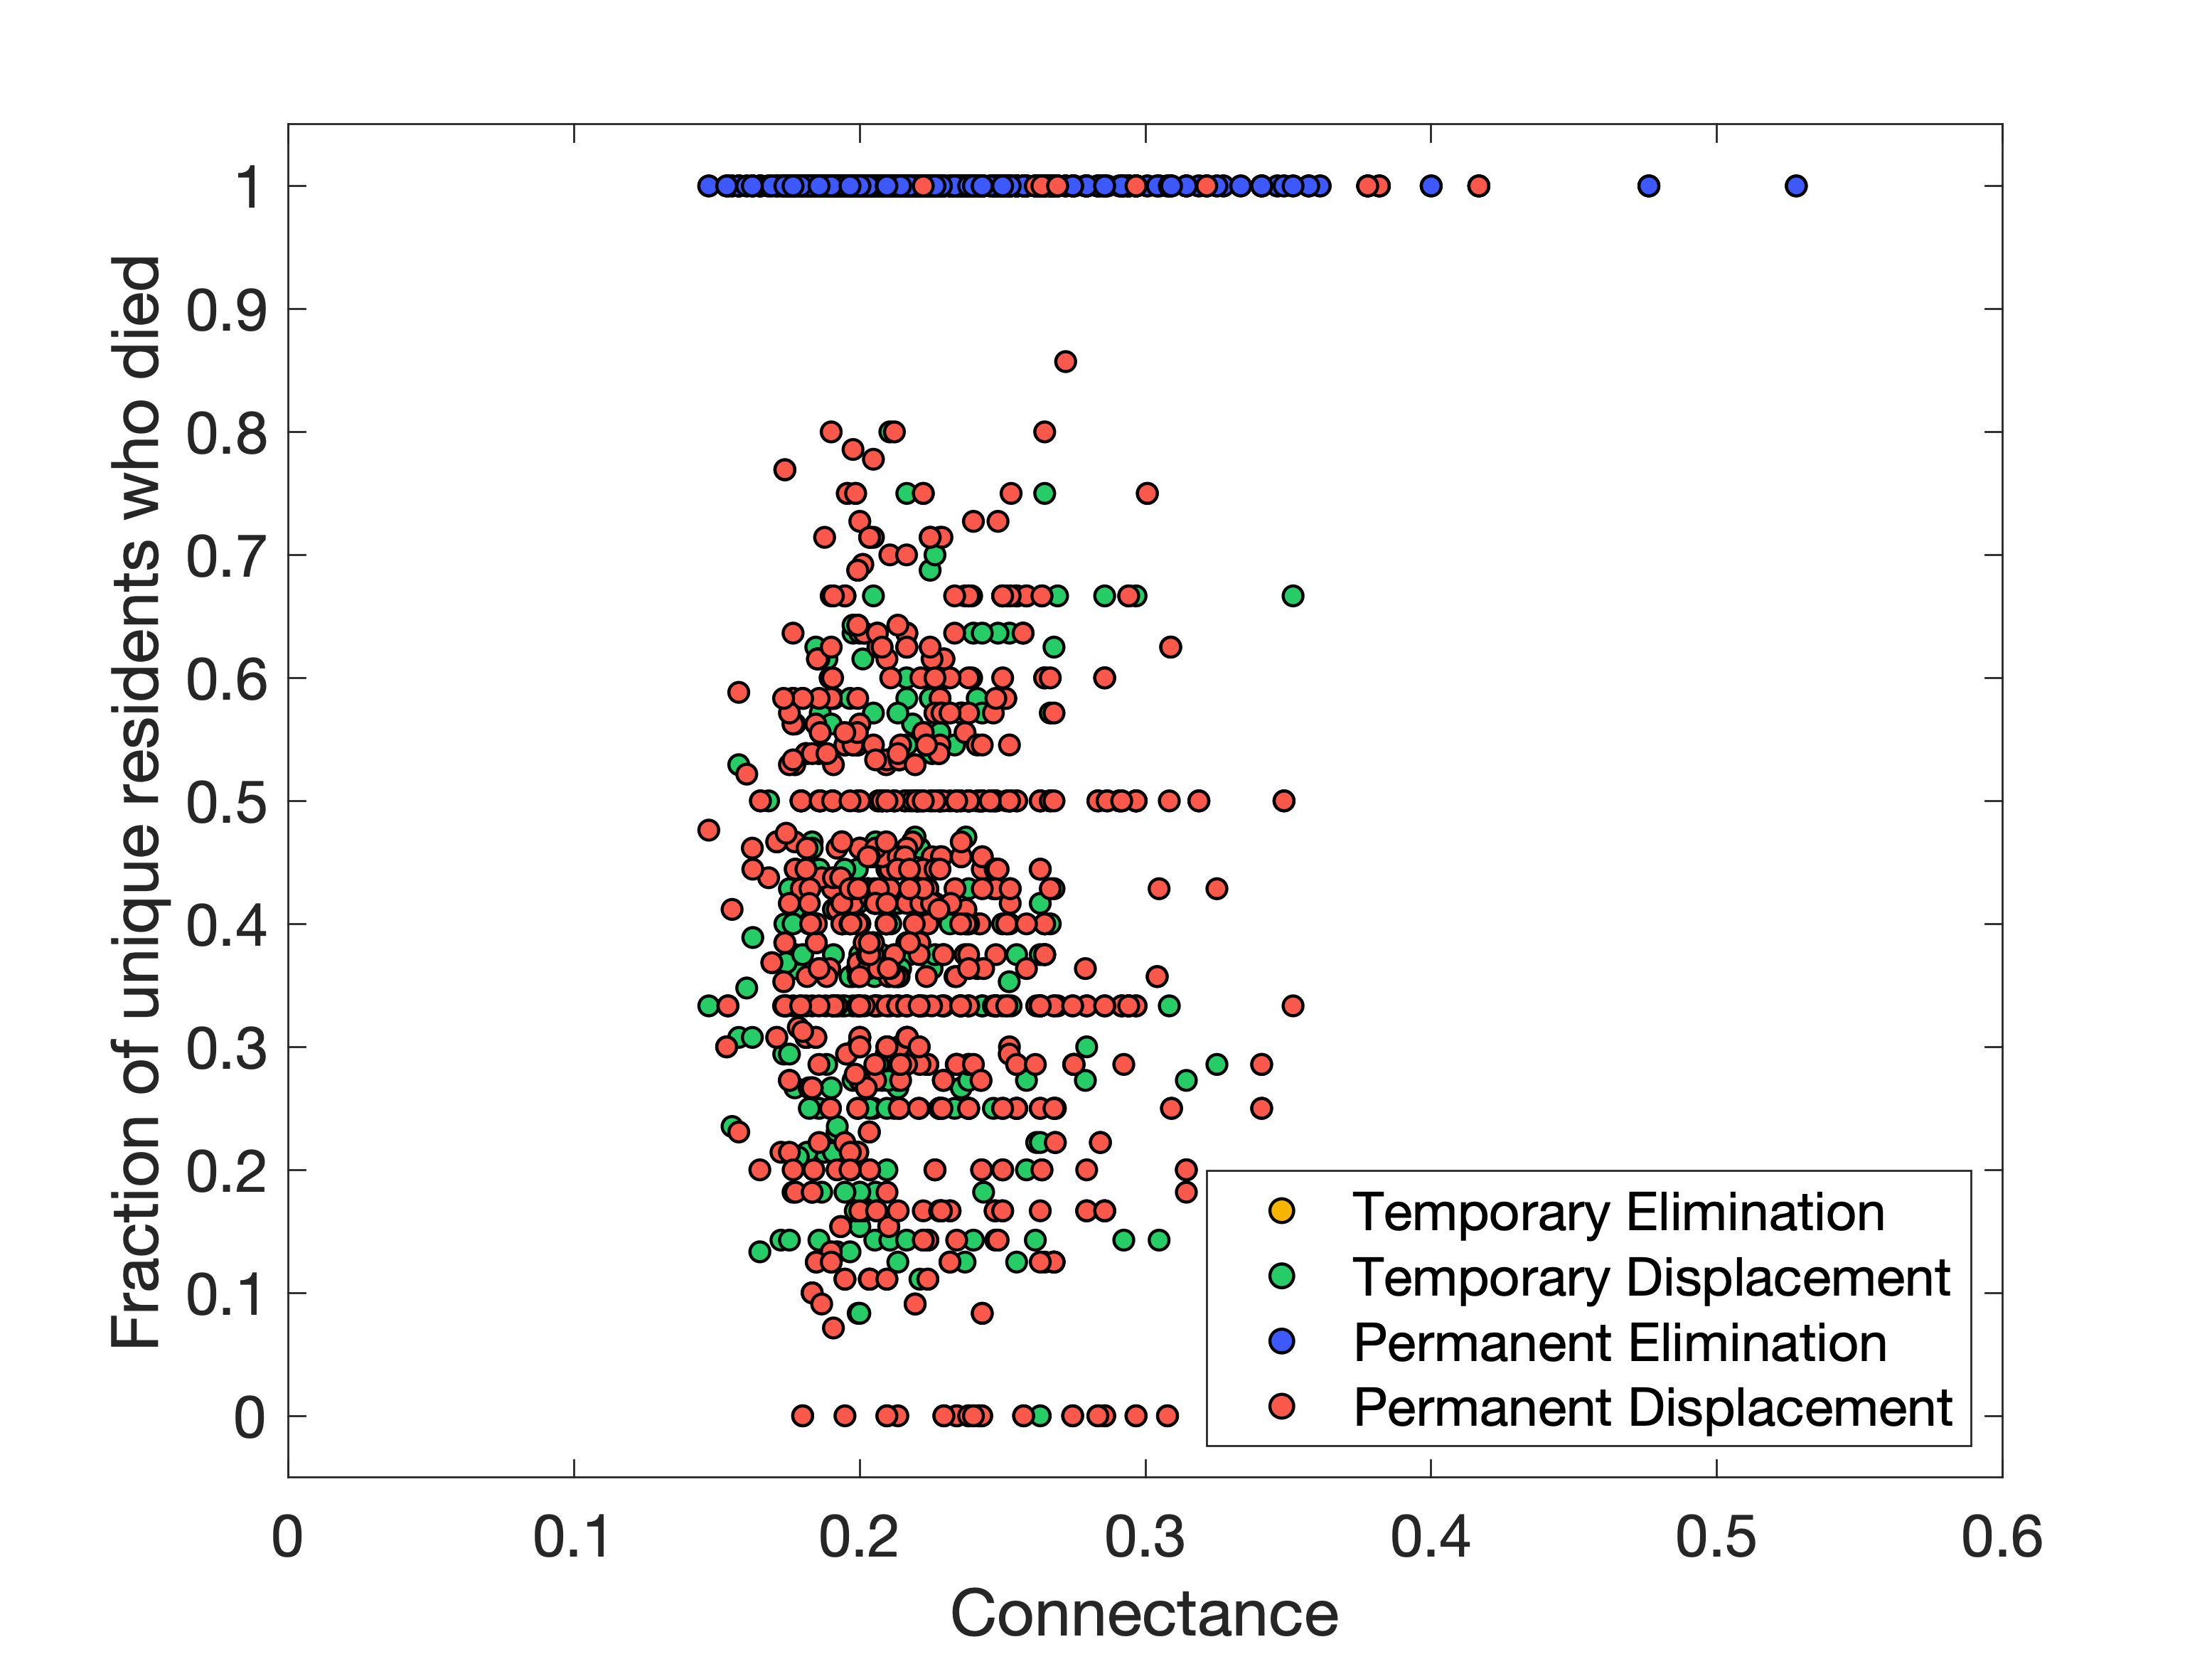 Fraction of unique residents who died
1
0.9
0.8
0.7
0.6
0.5
0.4
0.3
0.2
0.1
0
Temporary Elimination
Temporary Displacement
Permanent Elimination
Permanent Displacement
0 0.1 0.2 0.3 0.4 0.5 0.6
Connectance